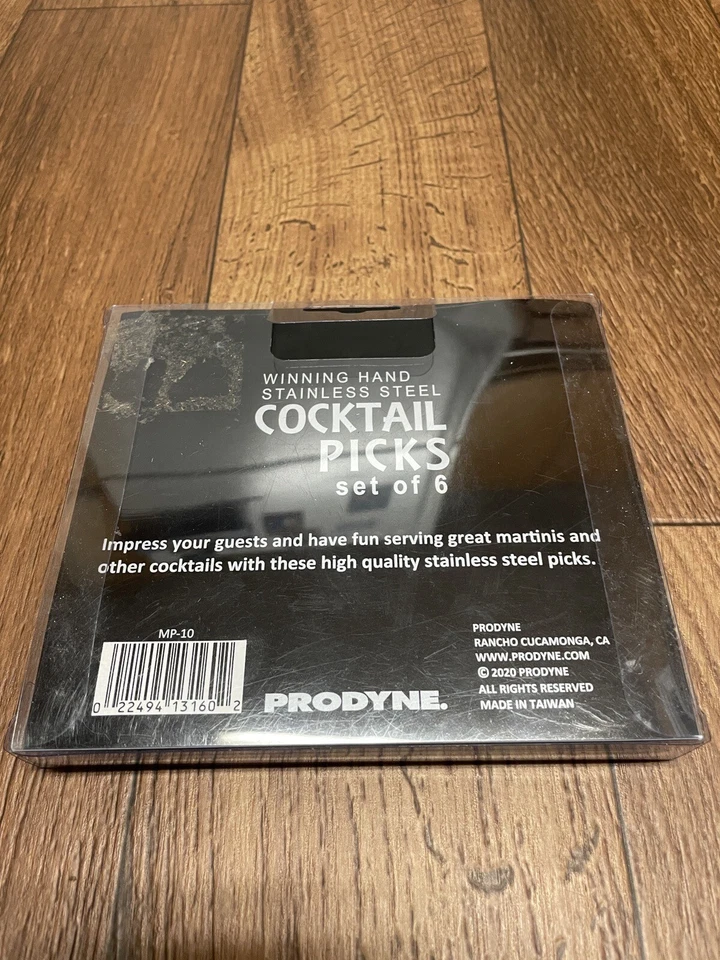 WINNING HAND
STAINLESS STEEL
COCKTAIL
PICKS
set of 6
Impress your guests and have fun serving great martinis and
other cocktails with these high quality stainless steel picks.
MP-10
0 22494 13160 2
PRODYNE.
PRODYNE
RANCHO CUCAMONGA, CA
WWW.PRODYNE.COM
© 2020 PRODYNE
ALL RIGHTS RESERVED
MADE IN TAIWAN